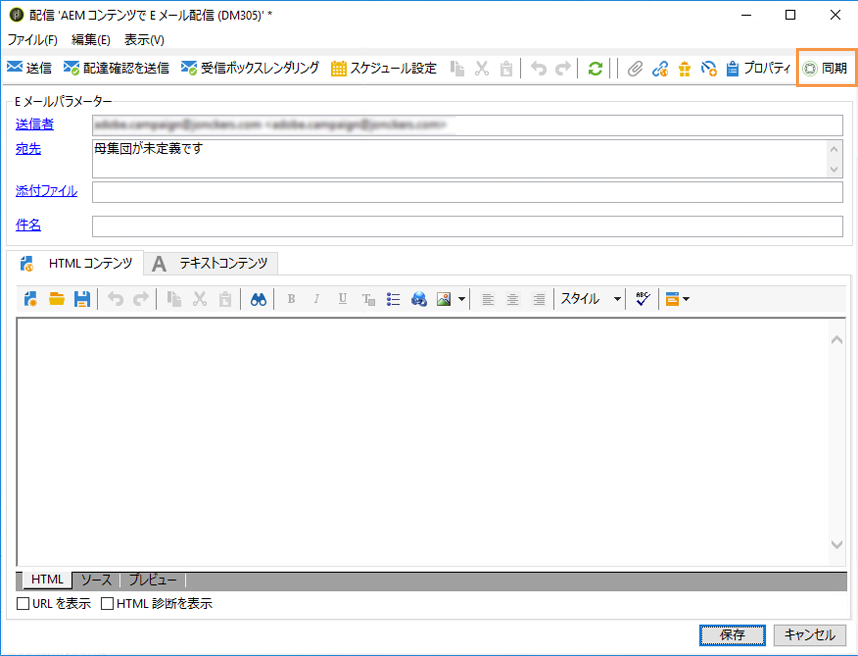 配信 'AEM コンテンツで E メール配信 (DM305)' *
ファイル(F) 編集(E) 表示(V)
送信 配達確認を送信 受信ボックスレンダリング スケジュール設定 プロパティ 同期
E メールパラメーター
送信者
宛先 母集団が未定義です
添付ファイル
件名
HTML コンテンツ A テキストコンテンツ
B I U スタイル ABC
HTML ソース プレビュー
URL を表示 HTML 診断を表示
保存 キャンセル